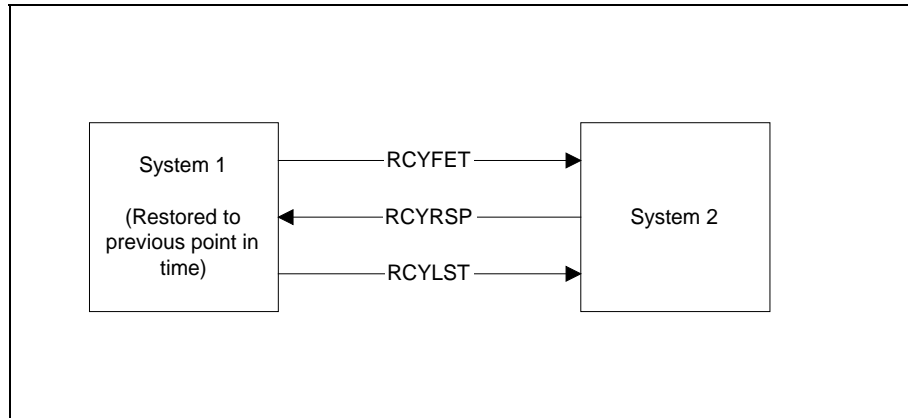 System 1
(Restored to
previous point in
time)
RCYFET
RCYRSP
RCYLST
System 2